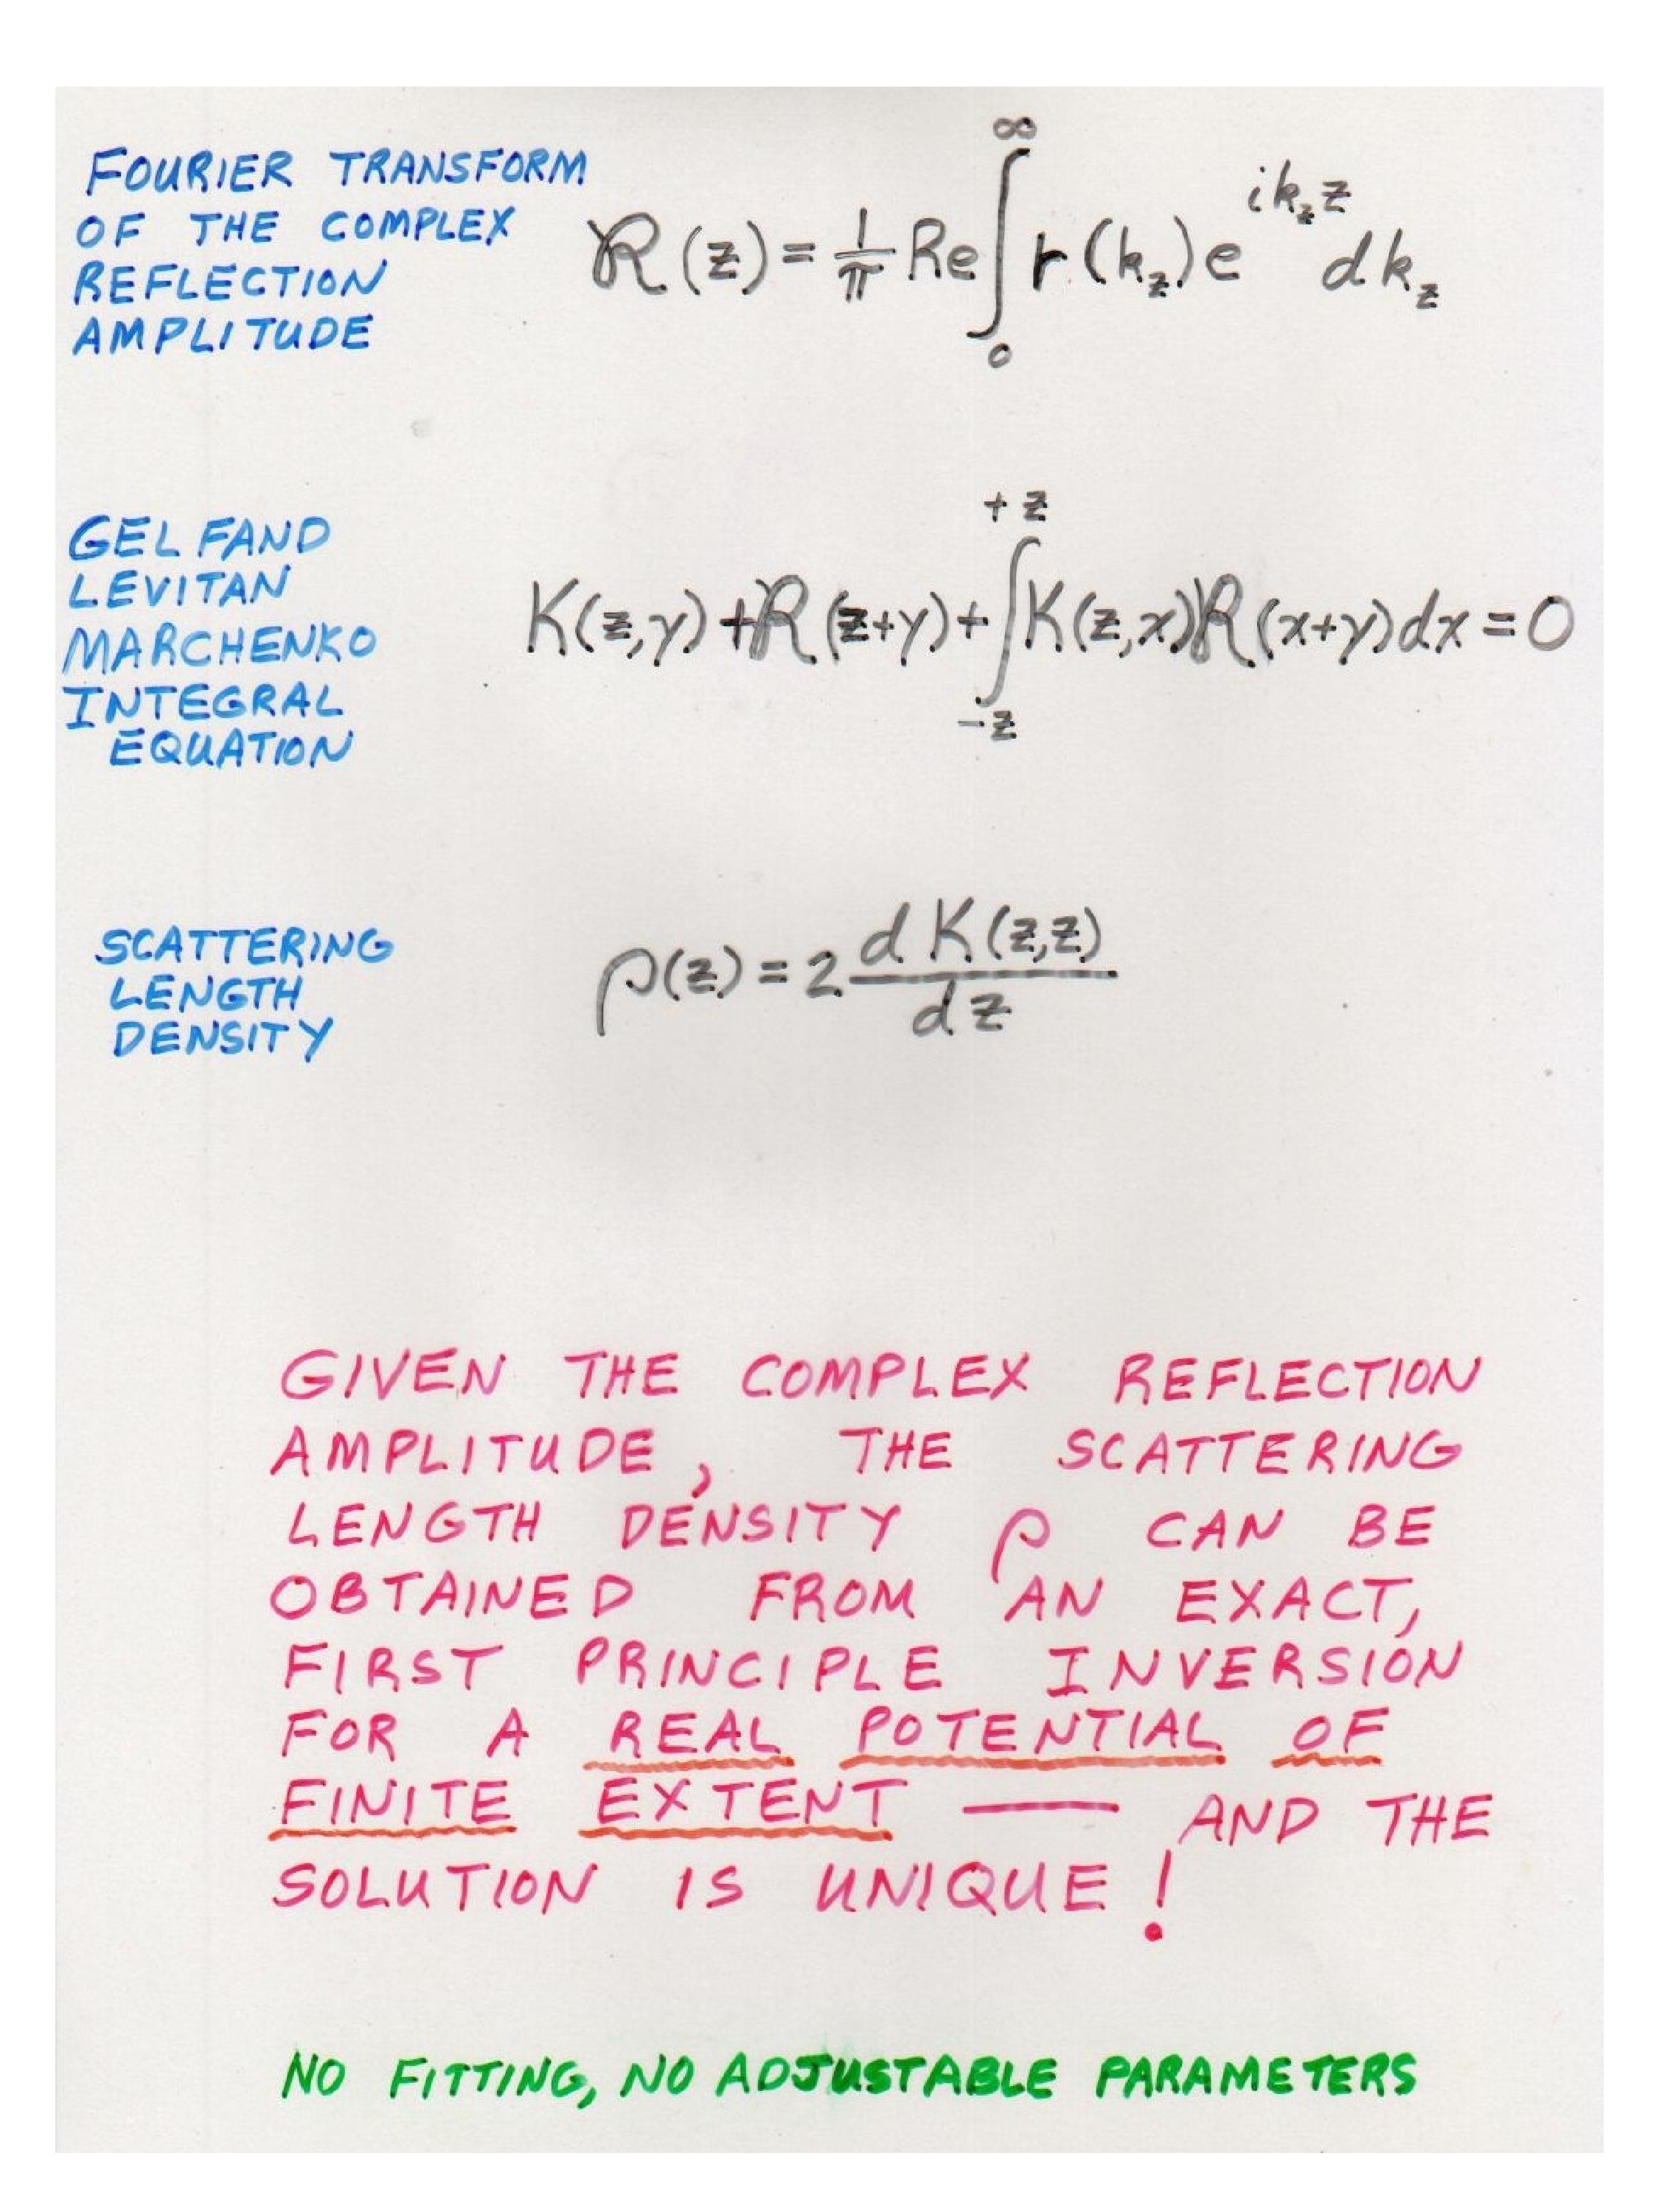 FOURIER TRANSFORM
OF THE COMPLEX
REFLECTION
AMPLITUDE
ℛ(z) = 1/π Re ∫₀^∞ r(k_z) e^{ik_z z} dk_z
GELFAND
LEVITAN
MARCHENKO
INTEGRAL
EQUATION
K(z,y) + ℛ(z+y) + ∫_{-z}^{+z} K(z,x)ℛ(x+y)dx = 0
SCATTERING
LENGTH
DENSITY
ρ(z) = 2 dK(z,z)/dz
GIVEN THE COMPLEX REFLECTION
AMPLITUDE, THE SCATTERING
LENGTH DENSITY ρ CAN BE
OBTAINED FROM AN EXACT,
FIRST PRINCIPLE INVERSION
FOR A REAL POTENTIAL OF
FINITE EXTENT — AND THE
SOLUTION IS UNIQUE!
NO FITTING, NO ADJUSTABLE PARAMETERS